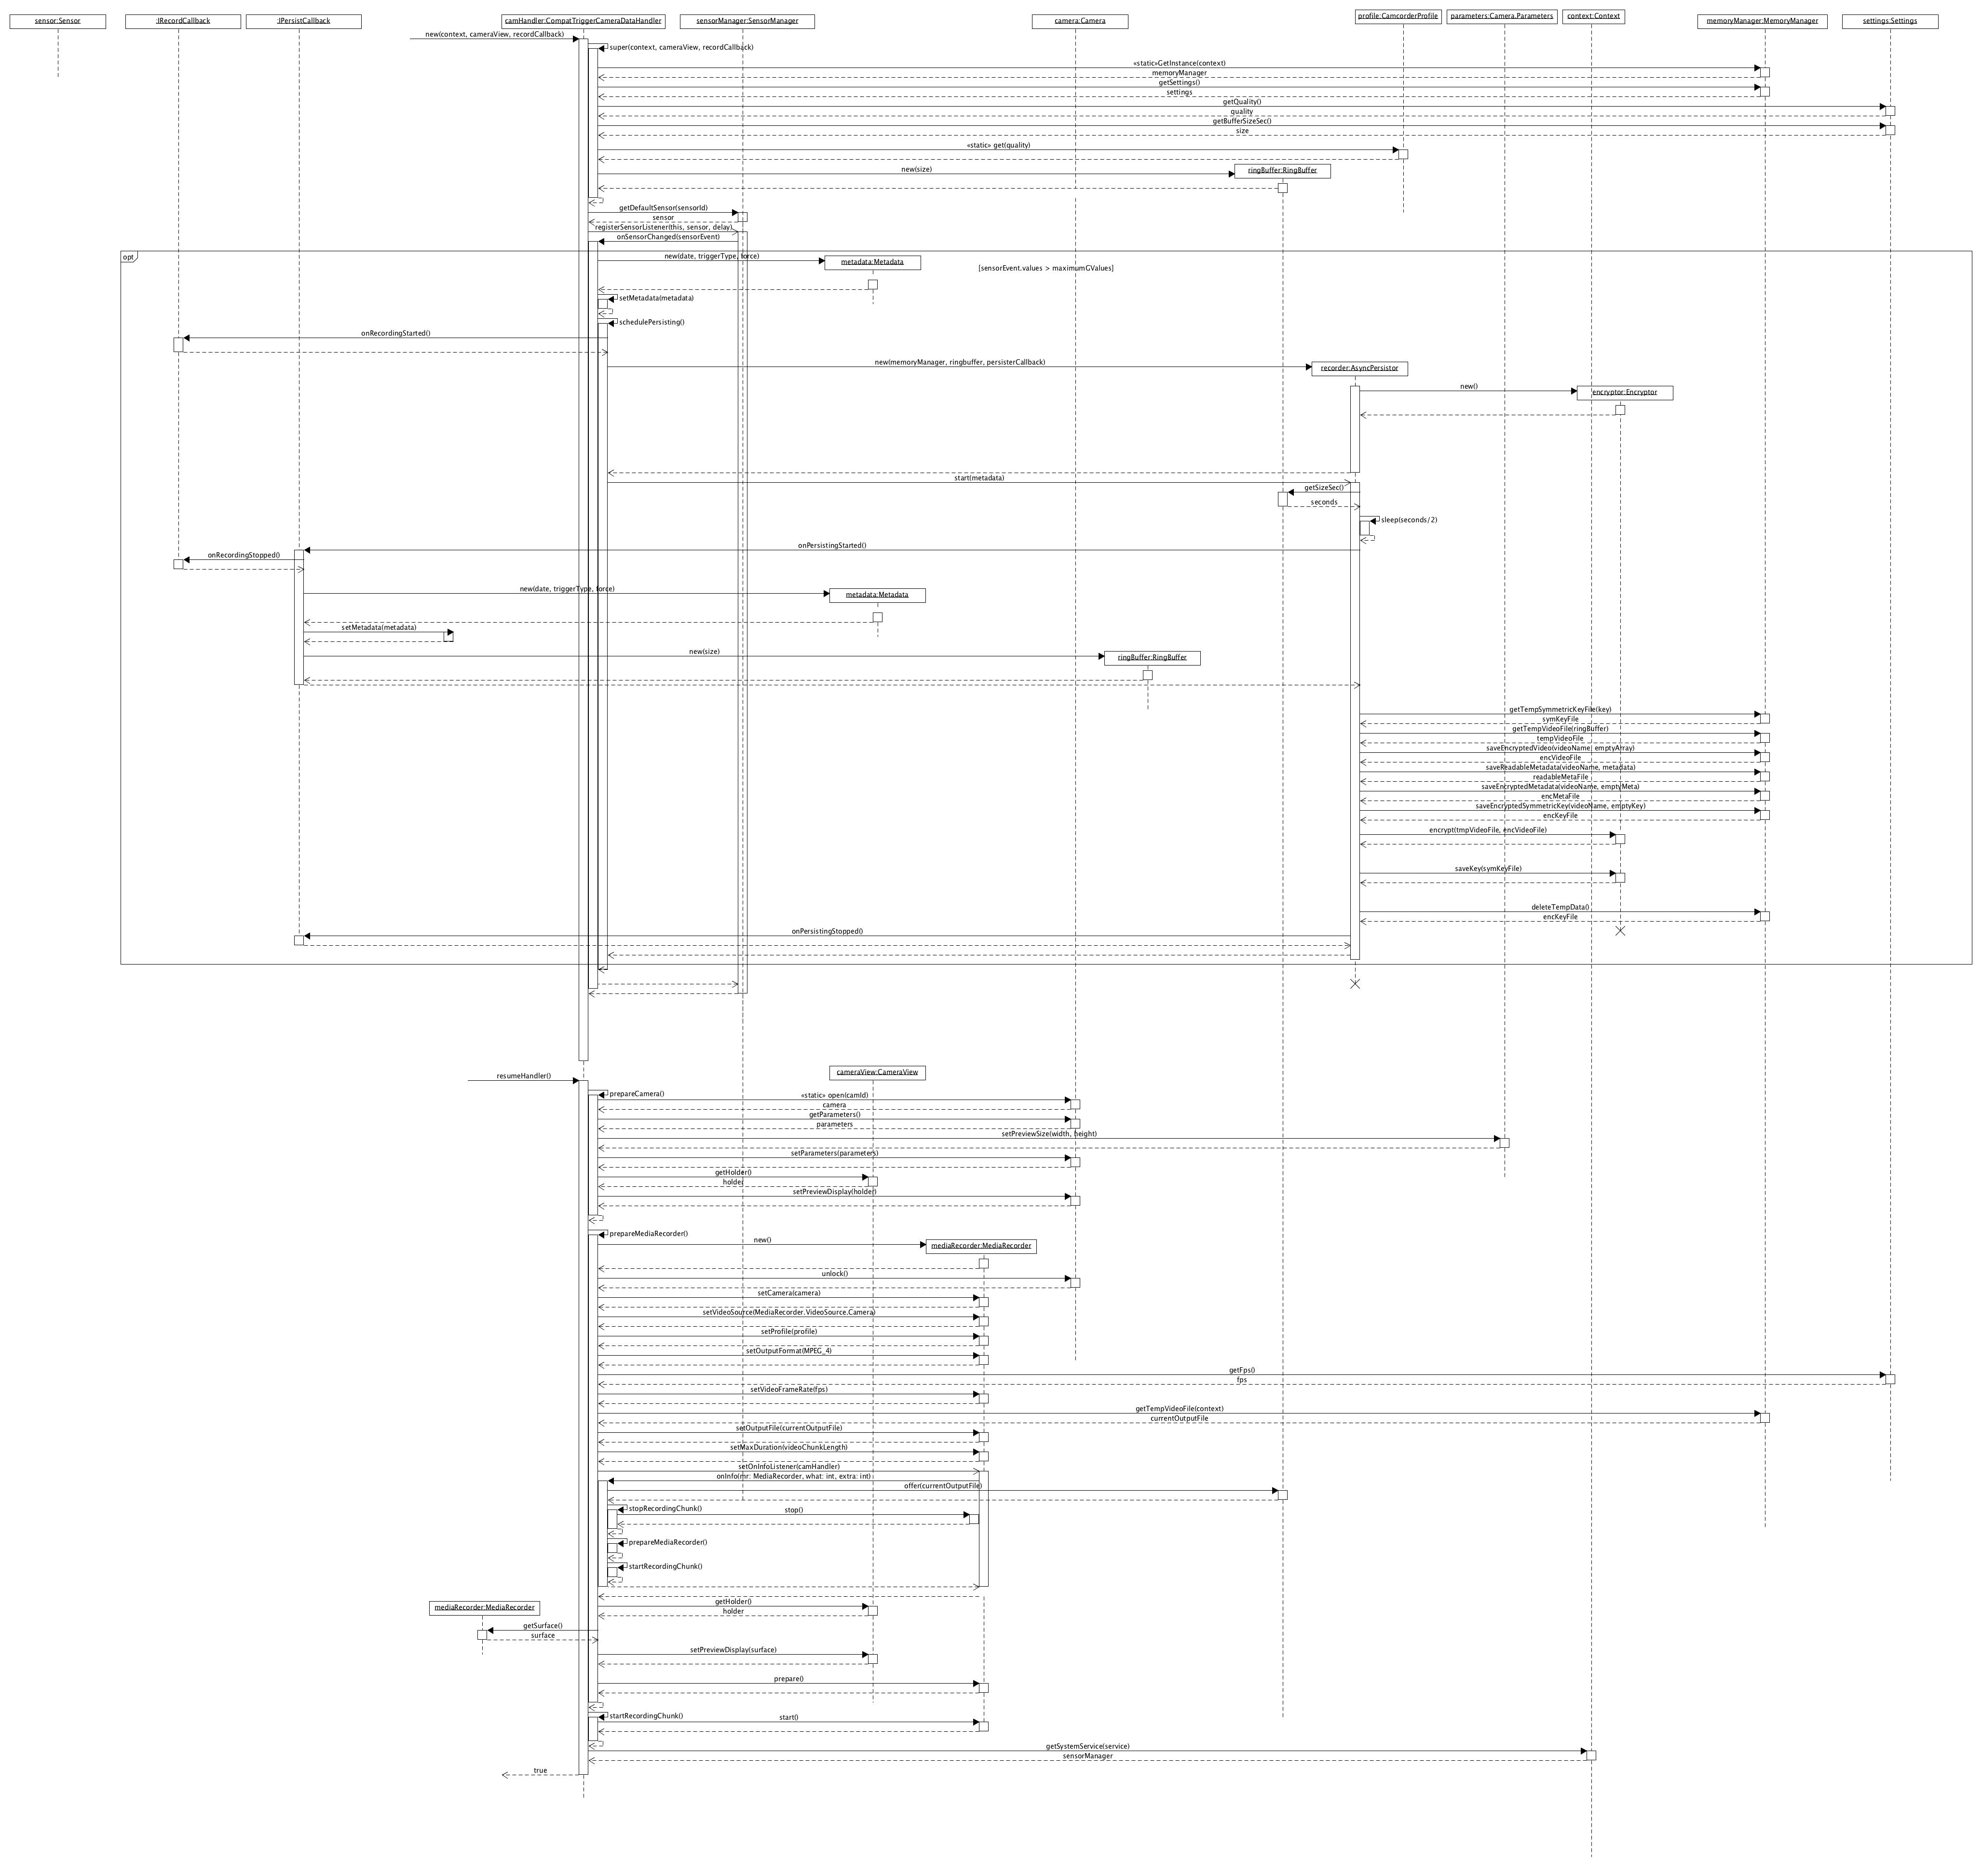 sensor:Sensor
:IRecordCallback
:IPersistCallback
camHandler:CompatTriggerCameraDataHandler
sensorManager:SensorManager
camera:Camera
profile:CamcorderProfile
parameters:Camera.Parameters
context:Context
memoryManager:MemoryManager
settings:Settings
new(context, cameraView, recordCallback)
super(context, cameraView, recordCallback)
«static»GetInstance(context)
memoryManager
getSettings()
settings
getQuality()
quality
getBufferSizeSec()
size
«static» get(quality)
new(size)
ringBuffer:RingBuffer
getDefaultSensor(sensorId)
sensor
registerSensorListener(this, sensor, delay)
onSensorChanged(sensorEvent)
opt
new(date, triggerType, force)
metadata:Metadata
[sensorEvent.values > maximumGValues]
setMetadata(metadata)
schedulePersisting()
onRecordingStarted()
new(memoryManager, ringbuffer, persisterCallback)
recorder:AsyncPersistor
new()
encryptor:Encryptor
start(metadata)
getSizeSec()
seconds
sleep(seconds/2)
onPersistingStarted()
onRecordingStopped()
new(date, triggerType, force)
metadata:Metadata
setMetadata(metadata)
new(size)
ringBuffer:RingBuffer
getTempSymmetricKeyFile(key)
symKeyFile
getTempVideoFile(ringBuffer)
tempVideoFile
saveEncryptedVideo(videoName, emptyArray)
encVideoFile
saveReadableMetadata(videoName, metadata)
readableMetaFile
saveEncryptedMetadata(videoName, emptyMeta)
encMetaFile
saveEncryptedSymmetricKey(videoName, emptyKey)
encKeyFile
encrypt(tmpVideoFile, encVideoFile)
saveKey(symKeyFile)
deleteTempData()
encKeyFile
onPersistingStopped()
cameraView:CameraView
resumeHandler()
prepareCamera()
«static» open(camId)
camera
getParameters()
parameters
setPreviewSize(width, height)
setParameters(parameters)
getHolder()
holder
setPreviewDisplay(holder)
prepareMediaRecorder()
new()
mediaRecorder:MediaRecorder
unlock()
setCamera(camera)
setVideoSource(MediaRecorder.VideoSource.Camera)
setProfile(profile)
setOutputFormat(MPEG_4)
getFps()
fps
setVideoFrameRate(fps)
getTempVideoFile(context)
currentOutputFile
setOutputFile(currentOutputFile)
setMaxDuration(videoChunkLength)
setOnInfoListener(camHandler)
onInfo(mr: MediaRecorder, what: int, extra: int)
offer(currentOutputFile)
stopRecordingChunk()
stop()
prepareMediaRecorder()
startRecordingChunk()
getHolder()
mediaRecorder:MediaRecorder
holder
getSurface()
surface
setPreviewDisplay(surface)
prepare()
startRecordingChunk()
start()
getSystemService(service)
sensorManager
true